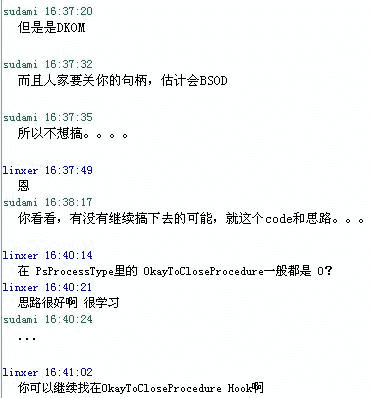 sudami 16:37:20
但是是DKOM
sudami 16:37:32
而且人家要关你的句柄，估计会BSOD
sudami 16:37:35
所以不想搞。。。。
linxer 16:37:49
恩
sudami 16:38:17
你看看，有没有继续搞下去的可能，就这个code和思路。。。
linxer 16:40:14
在 PsProcessType里的 OkayToCloseProcedure一般都是 0?
linxer 16:40:21
思路很好啊 很学习
sudami 16:40:24
...
linxer 16:41:02
你可以继续找在OkayToCloseProcedure Hook啊